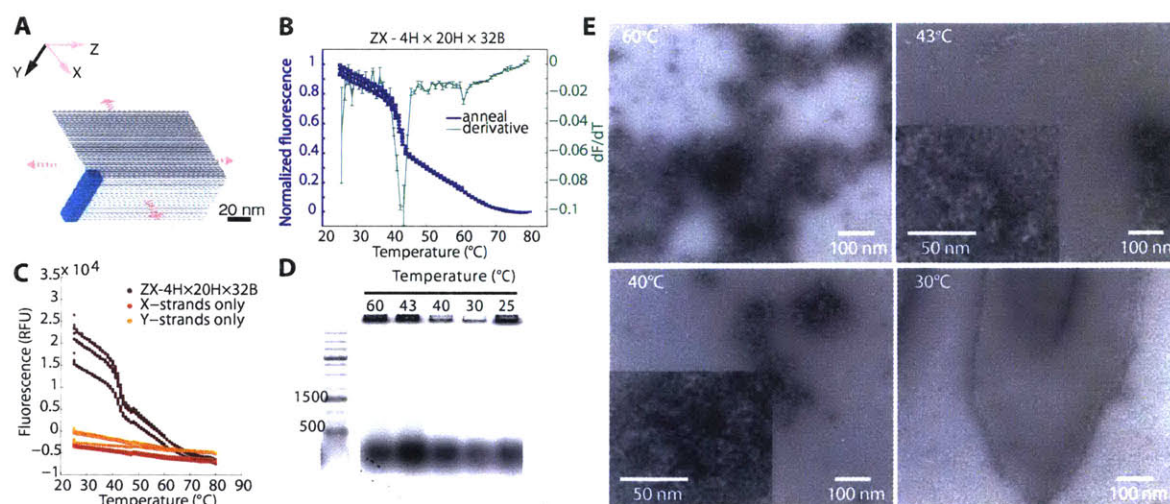 A
Z
Y
X
20 nm
B
ZX - 4H × 20H × 32B
Normalized fluorescence
1
0.8
0.6
0.4
0.2
0
anneal
derivative
0
−0.02
−0.04
−0.06
−0.08
−0.1
dF/dT
20 30 40 50 60 70 80 90
Temperature (°C)
C
×10⁴
Fluorescence (RFU)
3.5
3
2.5
2
1.5
1
0.5
0
−0.5
−1
ZX-4H×20H×32B
X−strands only
Y−strands only
20 30 40 50 60 70 80 90
Temperature (°C)
D
Temperature (°C)
60 43 40 30 25
1500
500
E
60°C
100 nm
43°C
50 nm
100 nm
40°C
50 nm
100 nm
30°C
100 nm